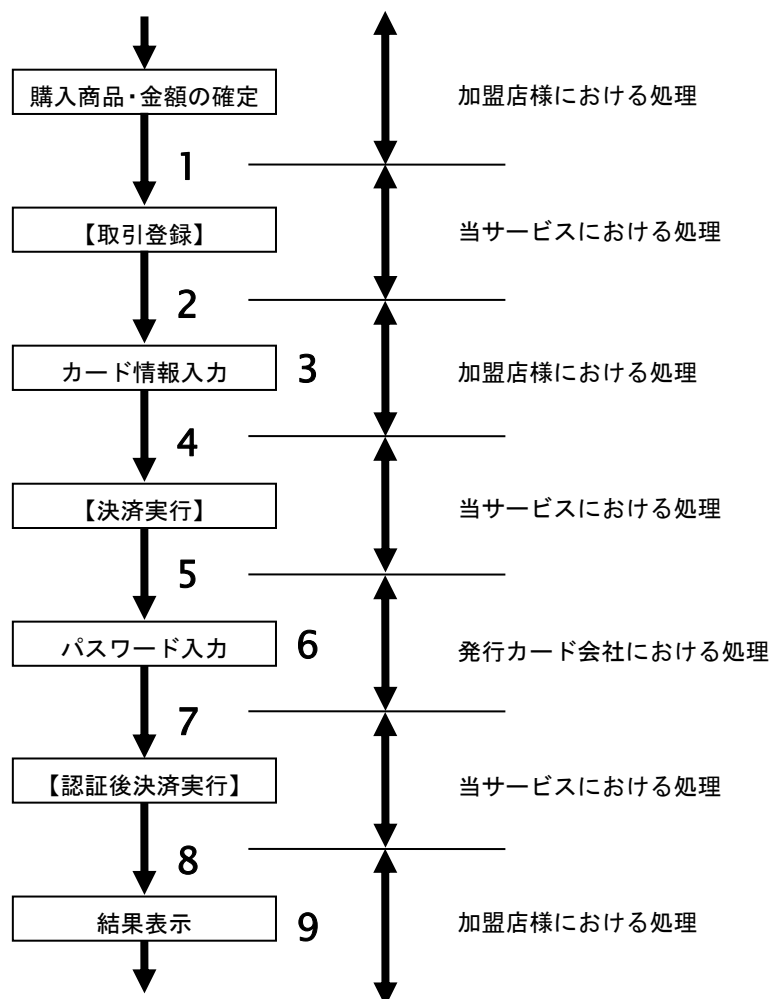 購入商品・金額の確定
加盟店様における処理
1
【取引登録】
当サービスにおける処理
2
カード情報入力
3
加盟店様における処理
4
【決済実行】
当サービスにおける処理
5
パスワード入力
6
発行カード会社における処理
7
【認証後決済実行】
当サービスにおける処理
8
結果表示
9
加盟店様における処理